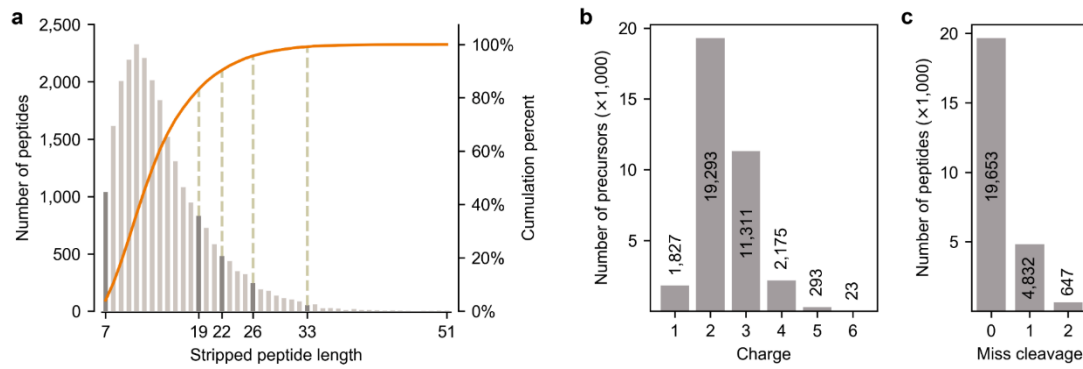 a
2,500
2,000
1,500
1,000
500
0
Number of peptides
100%
80%
60%
40%
20%
0%
Cumulation percent
7 19 22 26 33 51
Stripped peptide length
b
20
15
10
5
Number of precursors (×1,000)
1,827
19,293
11,311
2,175
293
23
1 2 3 4 5 6
Charge
c
20
15
10
5
Number of peptides (×1,000)
19,653
4,832
647
0 1 2
Miss cleavage